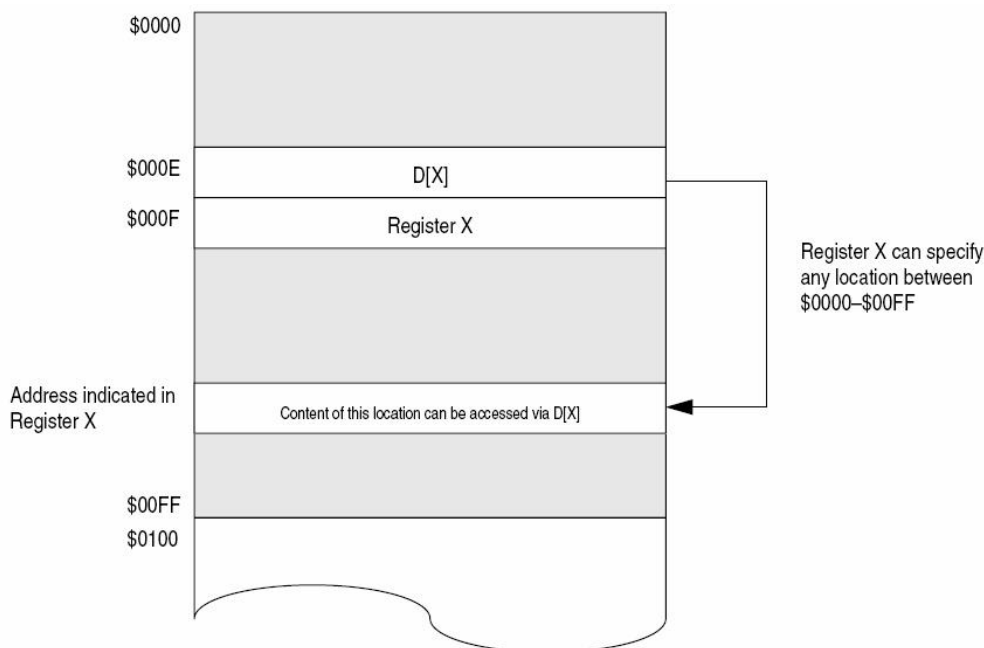 $0000
$000E
D[X]
$000F
Register X
Register X can specify
any location between
$0000–$00FF
Address indicated in
Register X
Content of this location can be accessed via D[X]
$00FF
$0100